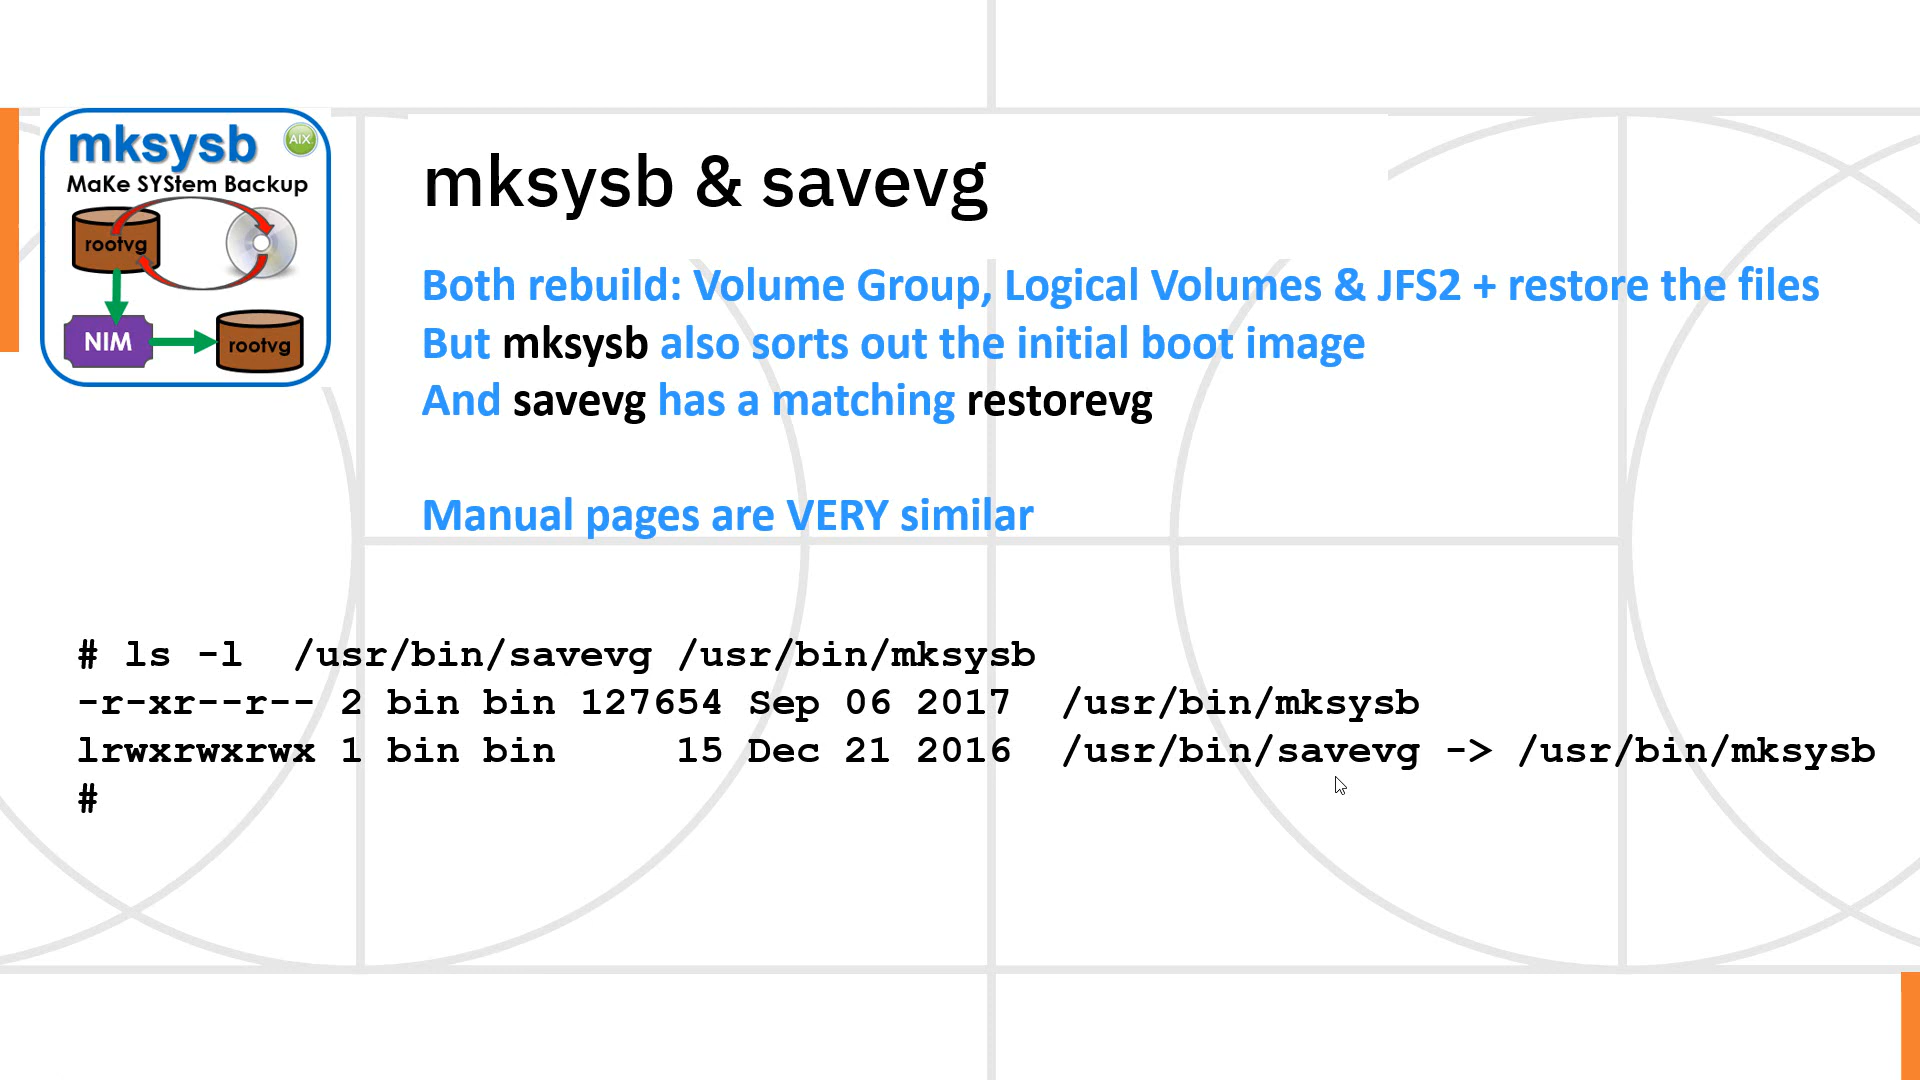 mksysb
AIX
MaKe SYStem Backup
rootvg
NIM
rootvg
mksysb & savevg
Both rebuild: Volume Group, Logical Volumes & JFS2 + restore the files
But mksysb also sorts out the initial boot image
And savevg has a matching restorevg
Manual pages are VERY similar
# ls -l  /usr/bin/savevg /usr/bin/mksysb
-r-xr--r-- 2 bin bin 127654 Sep 06 2017  /usr/bin/mksysb
lrwxrwxrwx 1 bin bin     15 Dec 21 2016  /usr/bin/savevg -> /usr/bin/mksysb
#